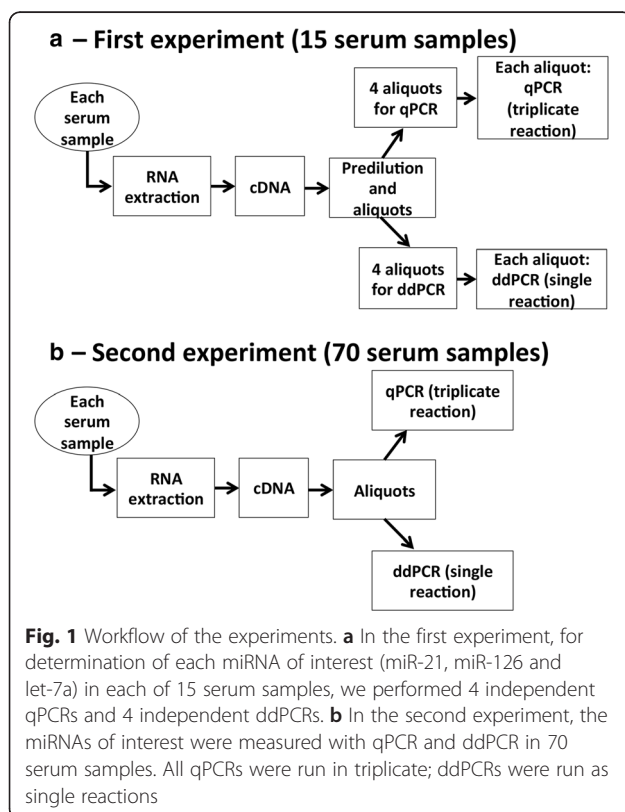 a – First experiment (15 serum samples)
Each
serum
sample
RNA
extraction
cDNA
Predilution
and
aliquots
4 aliquots
for qPCR
Each aliquot:
qPCR
(triplicate
reaction)
4 aliquots
for ddPCR
Each aliquot:
ddPCR (single
reaction)
b – Second experiment (70 serum samples)
Each
serum
sample
RNA
extraction
cDNA
Aliquots
qPCR (triplicate
reaction)
ddPCR (single
reaction)
Fig. 1 Workflow of the experiments. a In the first experiment, for
determination of each miRNA of interest (miR-21, miR-126 and
let-7a) in each of 15 serum samples, we performed 4 independent
qPCRs and 4 independent ddPCRs. b In the second experiment, the
miRNAs of interest were measured with qPCR and ddPCR in 70
serum samples. All qPCRs were run in triplicate; ddPCRs were run as
single reactions